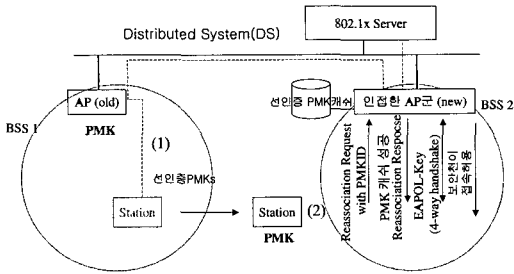 802.1x Server
Distributed System(DS)
AP (old)
선인증 PMK캐쉬
인접한 AP군 (new)
BSS 1
BSS 2
PMK
(1)
선인증PMKs
Station
Station
(2)
PMK
Reassociation Request
with PMKID
PMK 캐쉬 성공
Reassociation Respocse
EAPOL-Key
(4-way handshake)
보안천이
접속허용